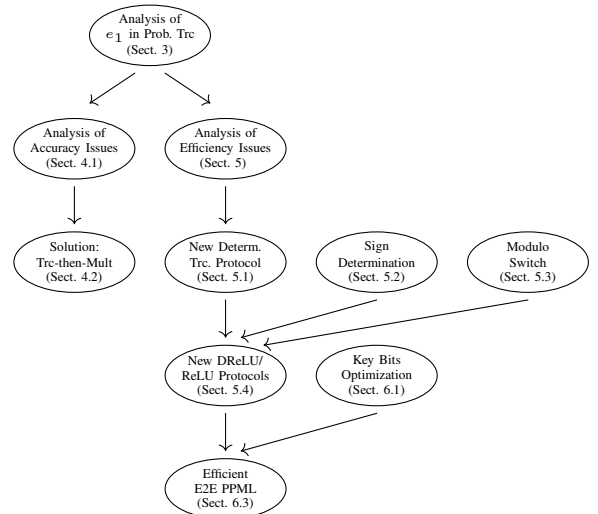 Analysis of
e1 in Prob. Trc
(Sect. 3)
Analysis of
Accuracy Issues
(Sect. 4.1)
Analysis of
Efficiency Issues
(Sect. 5)
Solution:
Trc-then-Mult
(Sect. 4.2)
New Determ.
Trc. Protocol
(Sect. 5.1)
Sign
Determination
(Sect. 5.2)
Modulo
Switch
(Sect. 5.3)
New DReLU/
ReLU Protocols
(Sect. 5.4)
Key Bits
Optimization
(Sect. 6.1)
Efficient
E2E PPML
(Sect. 6.3)